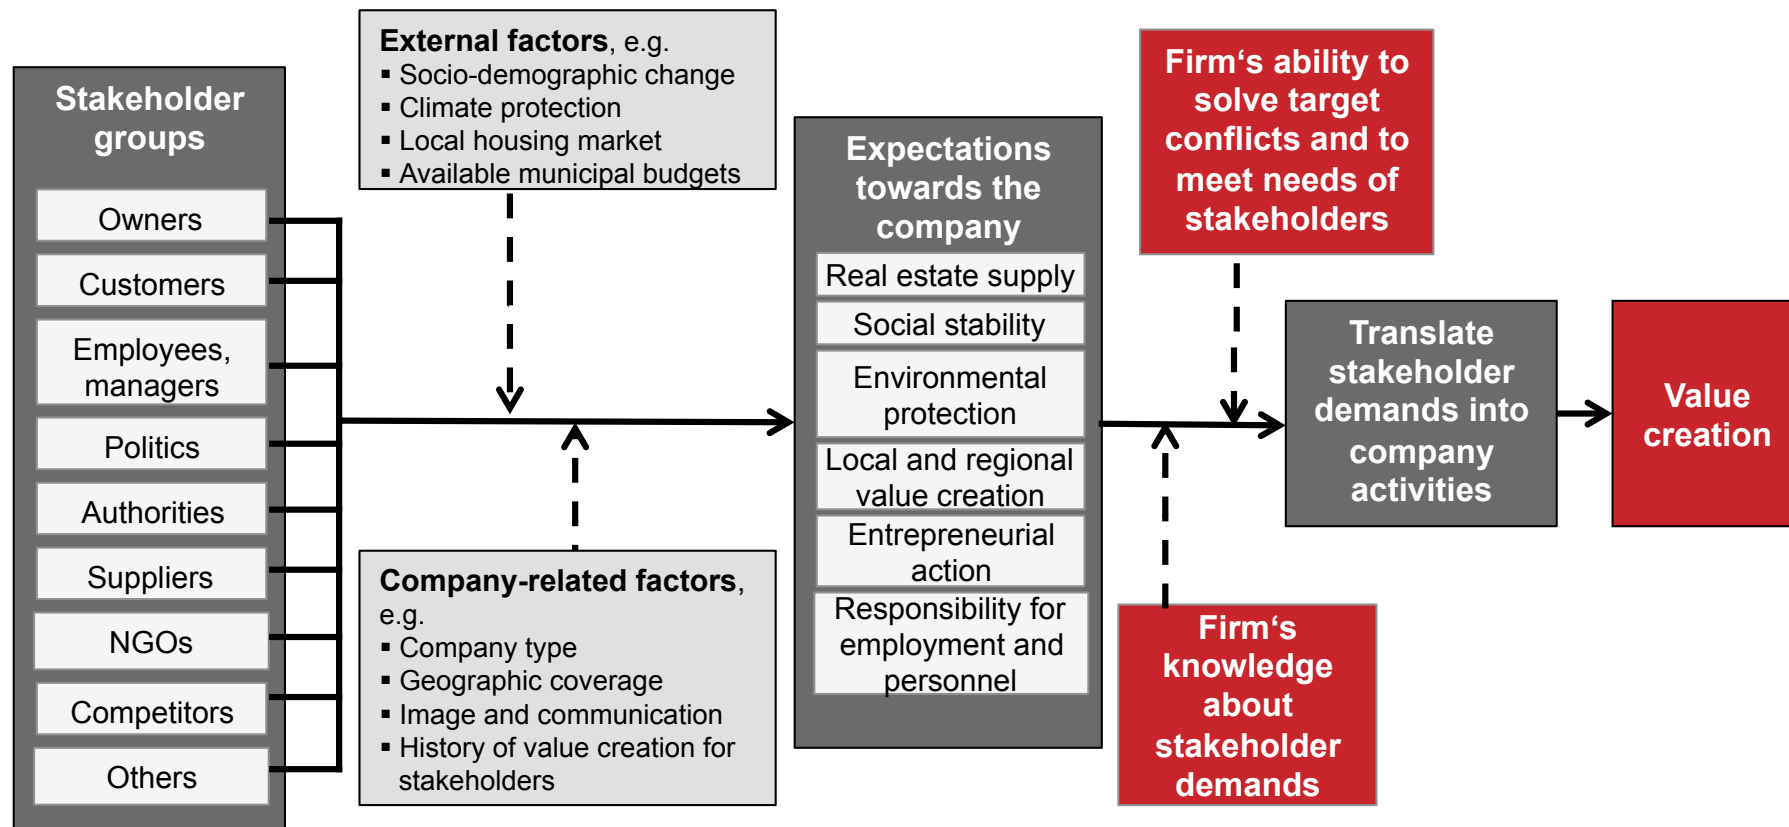 Stakeholder
groups
Owners
Customers
Employees,
managers
Politics
Authorities
Suppliers
NGOs
Competitors
Others
External factors, e.g.
▪ Socio-demographic change
▪ Climate protection
▪ Local housing market
▪ Available municipal budgets
Company-related factors,
e.g.
▪ Company type
▪ Geographic coverage
▪ Image and communication
▪ History of value creation for
stakeholders
Expectations
towards the
company
Real estate supply
Social stability
Environmental
protection
Local and regional
value creation
Entrepreneurial
action
Responsibility for
employment and
personnel
Firm‘s ability to
solve target
conflicts and to
meet needs of
stakeholders
Firm‘s
knowledge
about
stakeholder
demands
Translate
stakeholder
demands into
company
activities
Value
creation